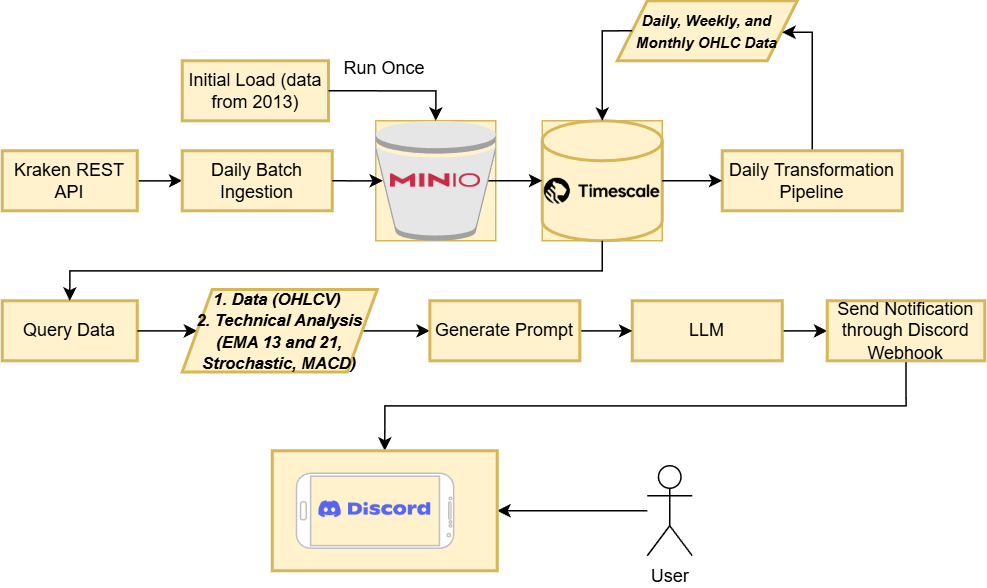 Daily, Weekly, and
Monthly OHLC Data
Initial Load (data
from 2013)
Run Once
Kraken REST
API
Daily Batch
Ingestion
MINIO
Timescale
Daily Transformation
Pipeline
Query Data
1. Data (OHLCV)
2. Technical Analysis
(EMA 13 and 21,
Strochastic, MACD)
Generate Prompt
LLM
Send Notification
through Discord
Webhook
Discord
User